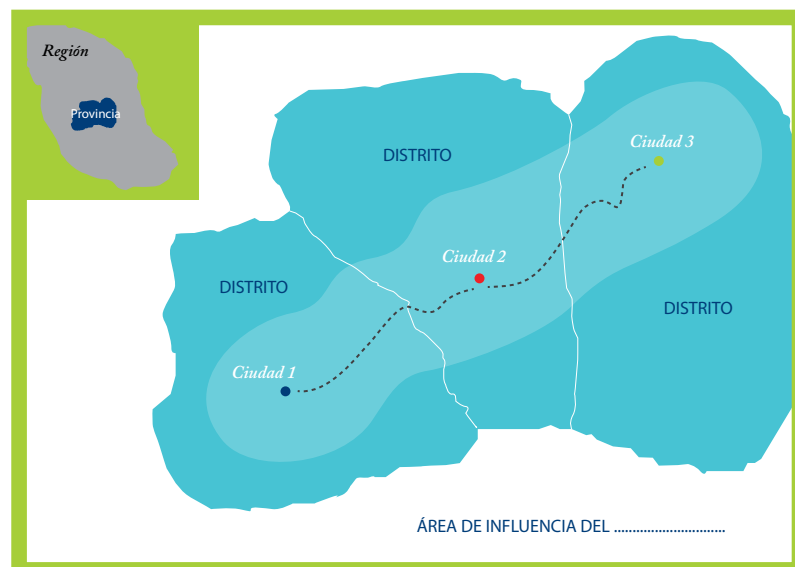 Región
Provincia
DISTRITO
Ciudad 3
Ciudad 2
DISTRITO
DISTRITO
Ciudad 1
ÁREA DE INFLUENCIA DEL ..............................